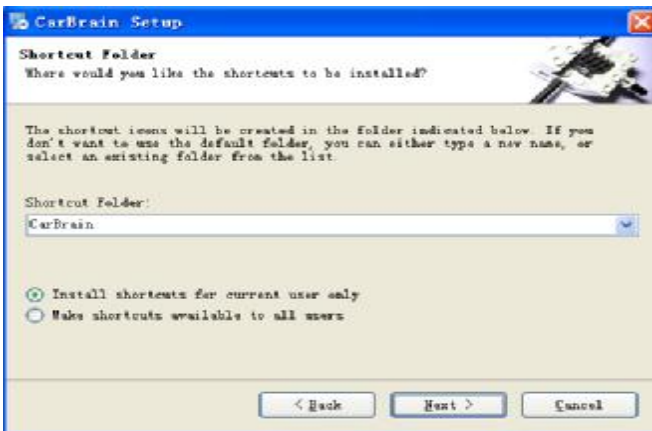 CarBrain Setup
Shortcut Folder
Where would you like the shortcuts to be installed?
The shortcut icons will be created in the folder indicated below. If you
don't want to use the default folder, you can either type a new name, or
select an existing folder from the list.
Shortcut Folder:
CarBrain
Install shortcuts for current user only
Make shortcuts available to all users
< Back
Next >
Cancel